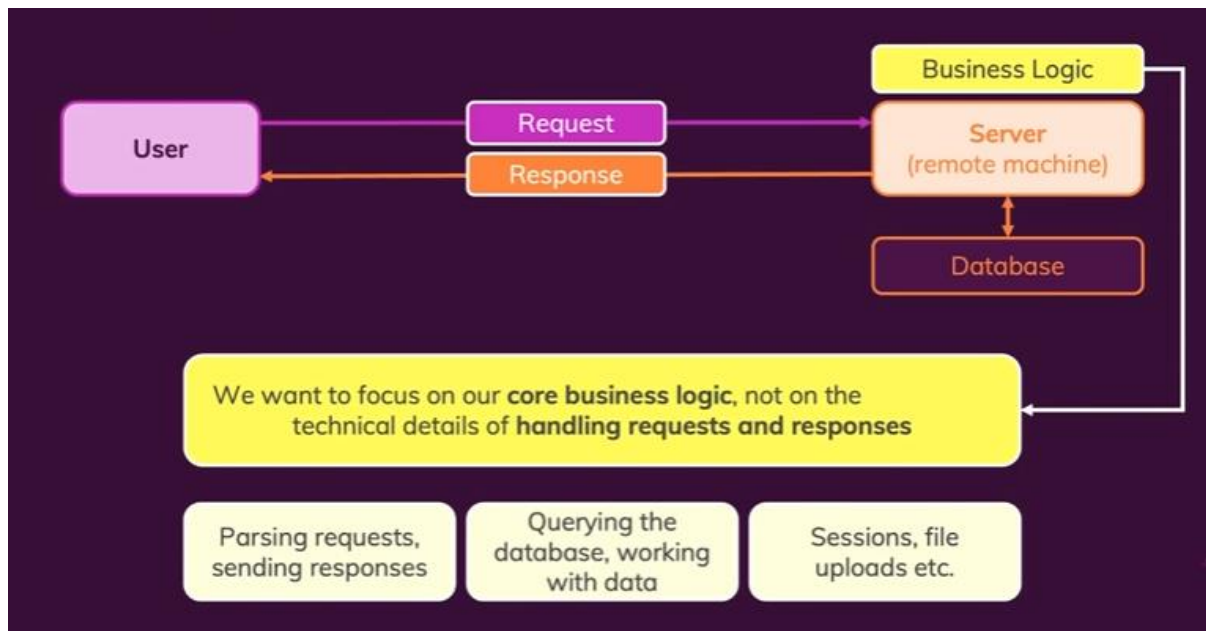 Business Logic
User
Request
Response
Server
(remote machine)
Database
We want to focus on our core business logic, not on the
technical details of handling requests and responses
Parsing requests,
sending responses
Querying the
database, working
with data
Sessions, file
uploads etc.